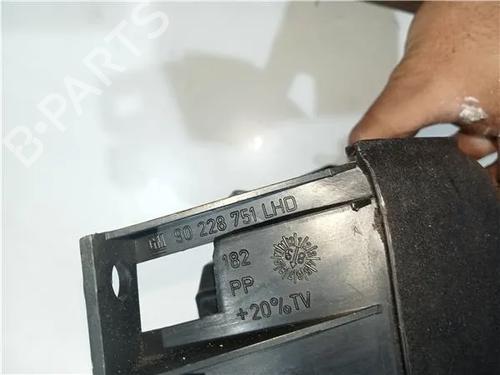 B-PARTS
GM 90 228 751 LHD
182
PP
+20%TV